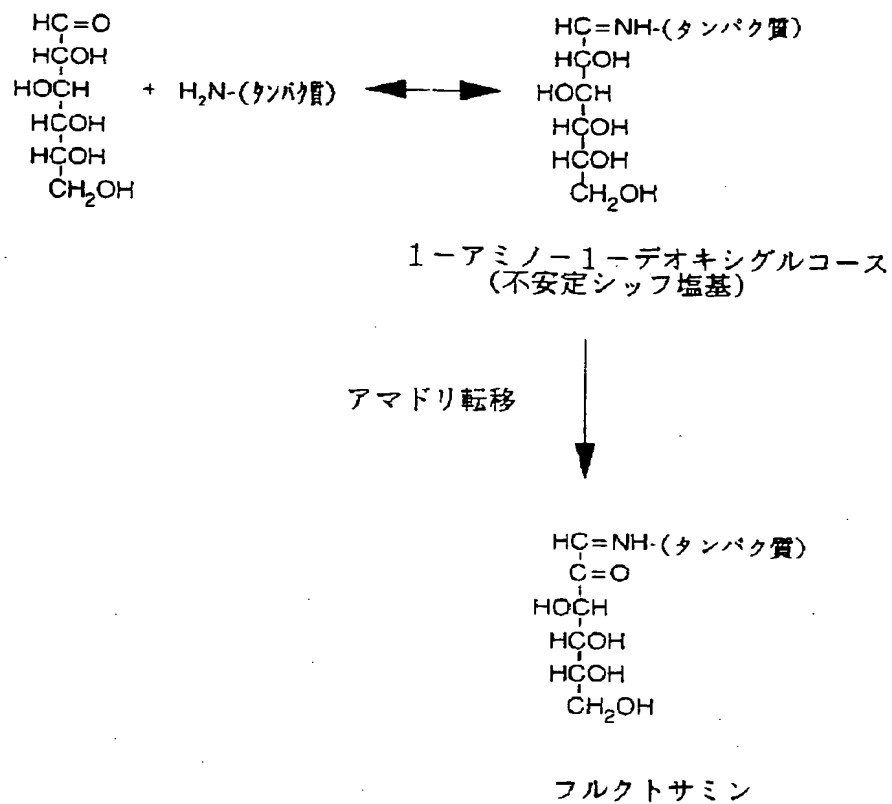 HC=O
HCOH
HOCH
HCOH
HCOH
CH₂OH
+ H₂N-(タンパク質)
HC=NH-(タンパク質)
HCOH
HOCH
HCOH
HCOH
CH₂OH
1-アミノ-1-デオキシグルコース
(不安定シッフ塩基)
アマドリ転移
HC=NH-(タンパク質)
C=O
HOCH
HCOH
HCOH
CH₂OH
フルクトサミン